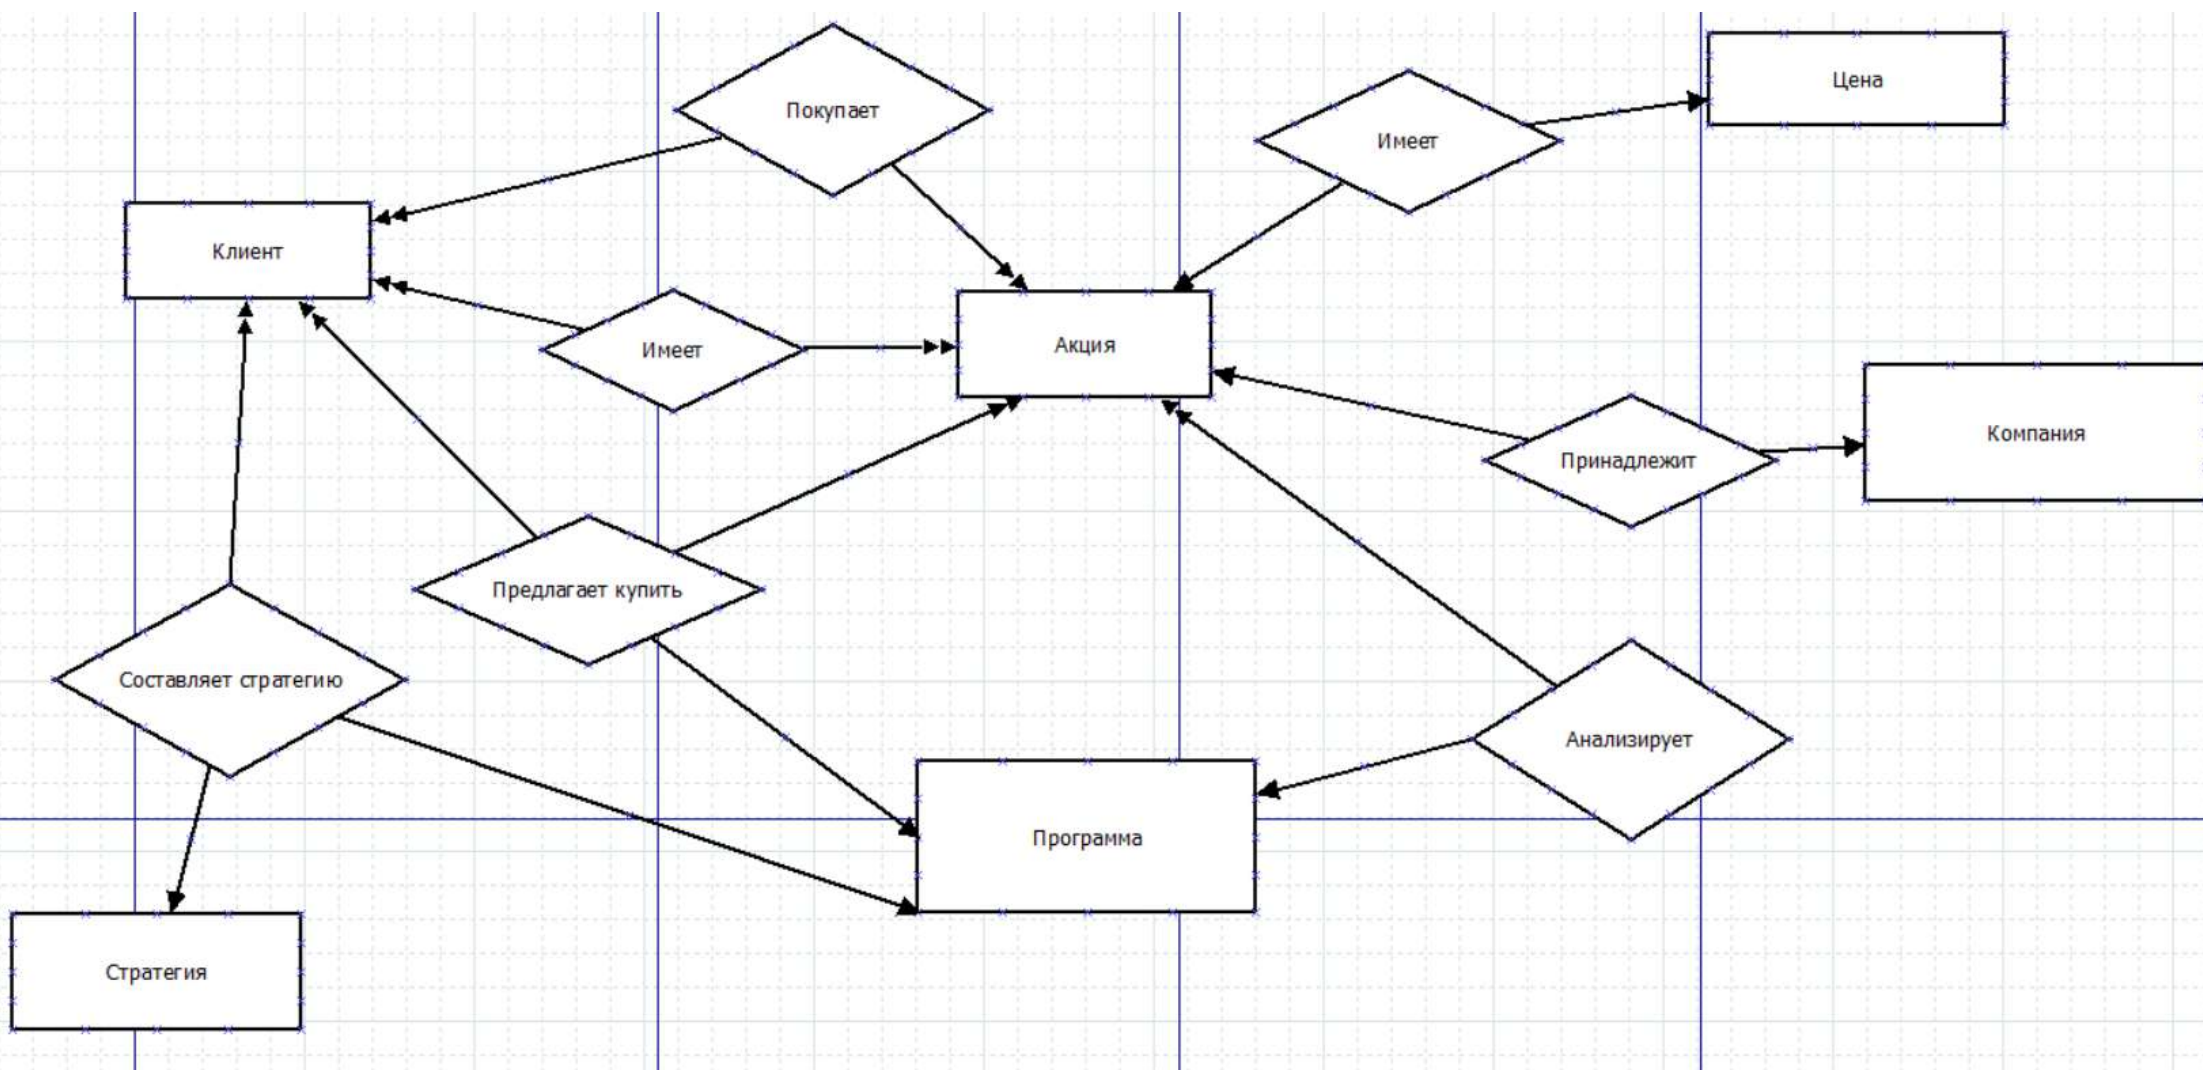 Цена
Покупает
Имеет
Клиент
Имеет
Акция
Компания
Принадлежит
Предлагает купить
Составляет стратегию
Анализирует
Программа
Стратегия